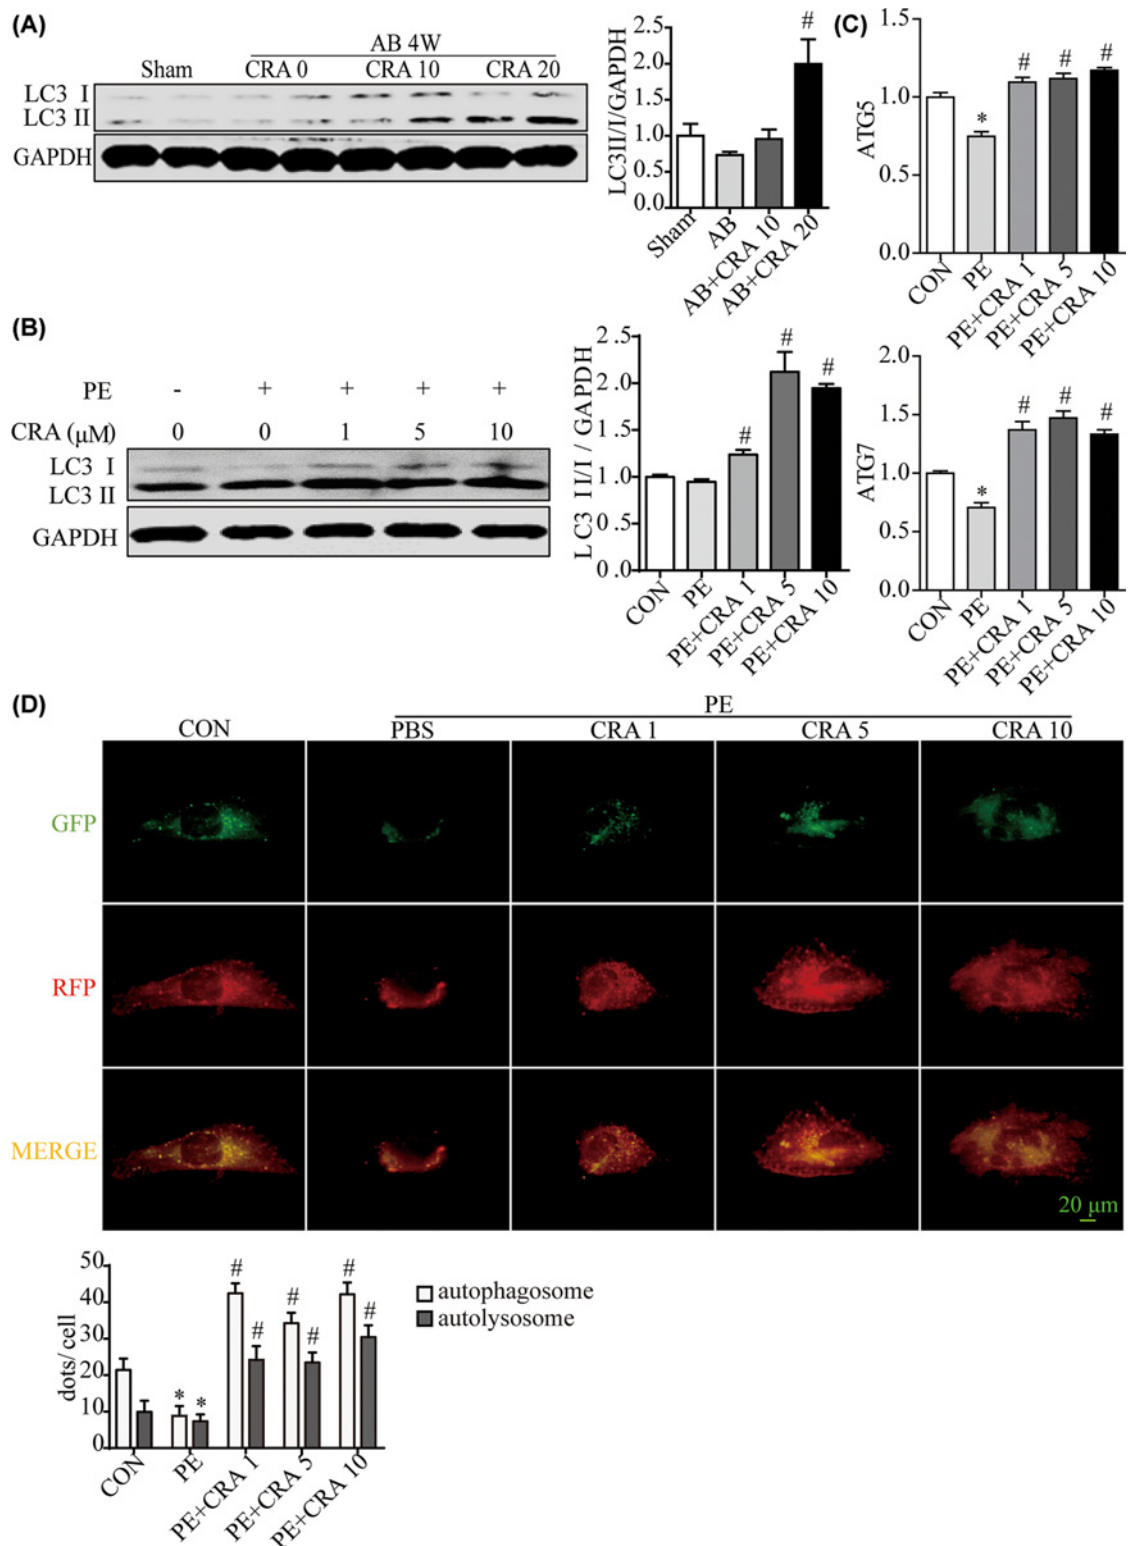 (A)
AB 4W
Sham CRA 0 CRA 10 CRA 20
LC3 I
LC3 II
GAPDH
LC3II/I/GAPDH
2.5
2.0
1.5
1.0
0.5
0.0
#
Sham
AB
AB+CRA 10
AB+CRA 20
(C)
ATG5
1.5
1.0
0.5
0.0
* # # #
CON
PE
PE+CRA 1
PE+CRA 5
PE+CRA 10
(B)
PE - + + + +
CRA (μM) 0 0 1 5 10
LC3 I
LC3 II
GAPDH
LC3 II/I / GAPDH
2.5
2.0
1.5
1.0
0.5
0.0
# # #
CON
PE
PE+CRA 1
PE+CRA 5
PE+CRA 10
ATG7
2.0
1.5
1.0
0.5
0.0
* # # #
CON
PE
PE+CRA 1
PE+CRA 5
PE+CRA 10
(D)
PE
CON PBS CRA 1 CRA 5 CRA 10
GFP
RFP
MERGE
20 μm
dots/ cell
50
40
30
20
10
0
* * # # # # # #
CON
PE
PE+CRA 1
PE+CRA 5
PE+CRA 10
autophagosome
autolysosome